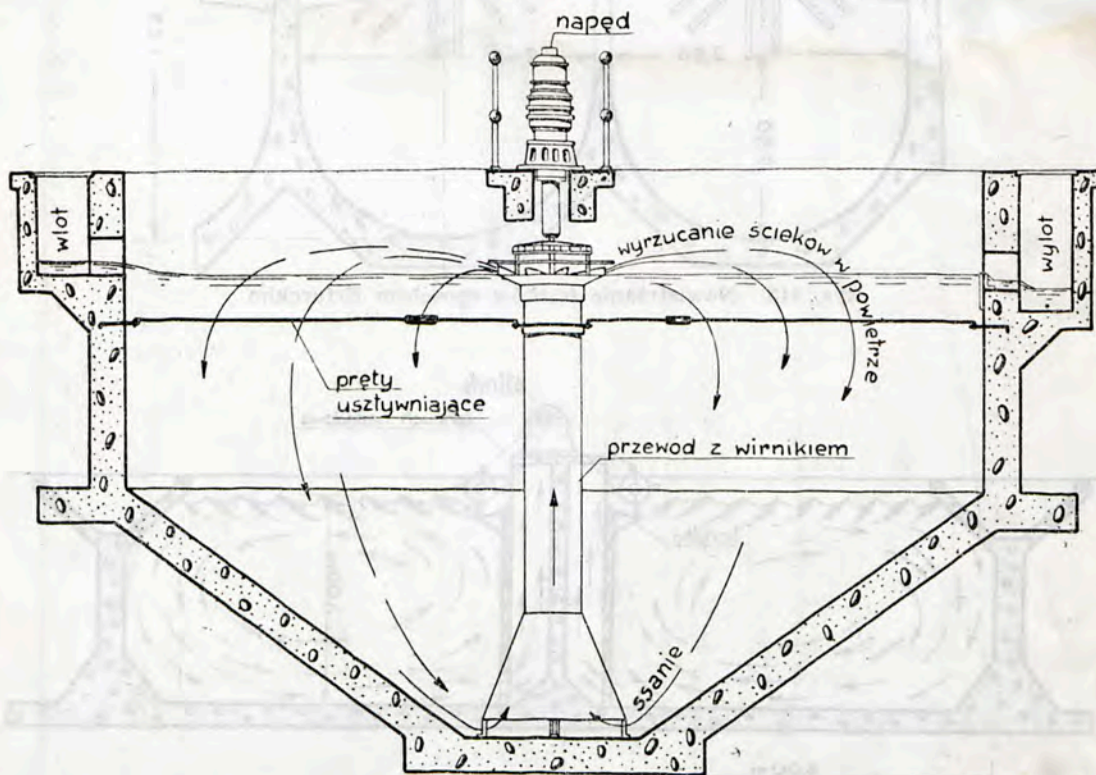 napęd
wlot
wylot
wyrzucanie ścieków w powietrze
pręty
usztywniające
przewód z wirnikiem
ssanie